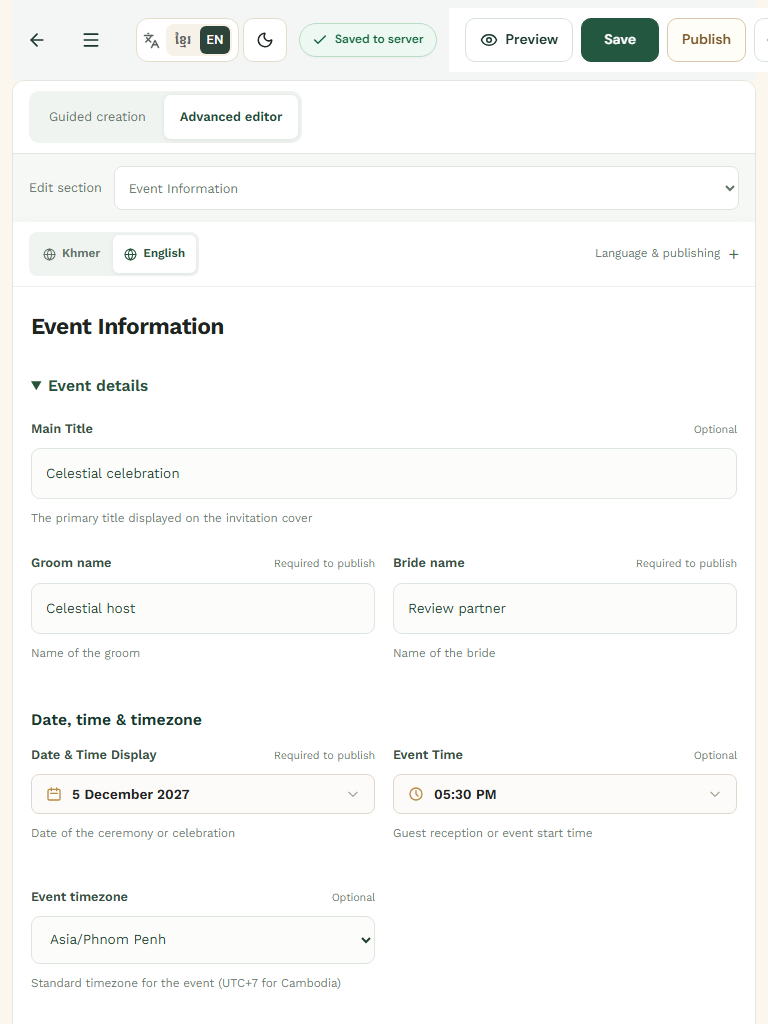 ខ្មែរ
EN
Saved to server
Preview
Save
Publish
Guided creation
Advanced editor
Edit section
Event Information
Khmer
English
Language & publishing +
Event Information
Event details
Main Title
Optional
Celestial celebration
The primary title displayed on the invitation cover
Groom name
Required to publish
Bride name
Required to publish
Celestial host
Review partner
Name of the groom
Name of the bride
Date, time & timezone
Date & Time Display
Required to publish
Event Time
Optional
5 December 2027
05:30 PM
Date of the ceremony or celebration
Guest reception or event start time
Event timezone
Optional
Asia/Phnom Penh
Standard timezone for the event (UTC+7 for Cambodia)